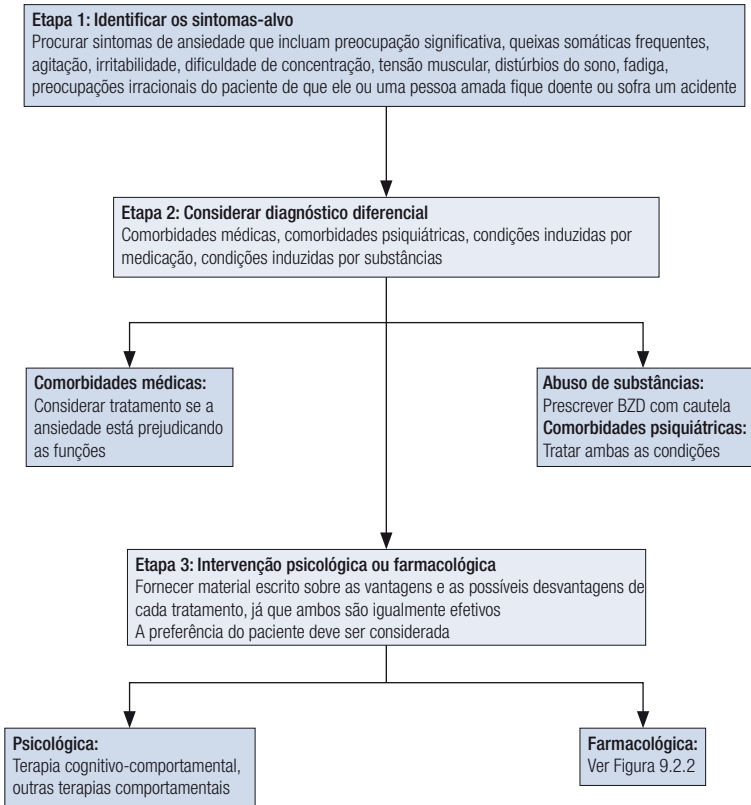 Etapa 1: Identificar os sintomas-alvo
Procurar sintomas de ansiedade que incluam preocupação significativa, queixas somáticas frequentes,
agitação, irritabilidade, dificuldade de concentração, tensão muscular, distúrbios do sono, fadiga,
preocupações irracionais do paciente de que ele ou uma pessoa amada fique doente ou sofra um acidente
Etapa 2: Considerar diagnóstico diferencial
Comorbidades médicas, comorbidades psiquiátricas, condições induzidas por
medicação, condições induzidas por substâncias
Comorbidades médicas:
Considerar tratamento se a
ansiedade está prejudicando
as funções
Abuso de substâncias:
Prescrever BZD com cautela
Comorbidades psiquiátricas:
Tratar ambas as condições
Etapa 3: Intervenção psicológica ou farmacológica
Fornecer material escrito sobre as vantagens e as possíveis desvantagens de
cada tratamento, já que ambos são igualmente efetivos
A preferência do paciente deve ser considerada
Psicológica:
Terapia cognitivo-comportamental,
outras terapias comportamentais
Farmacológica:
Ver Figura 9.2.2